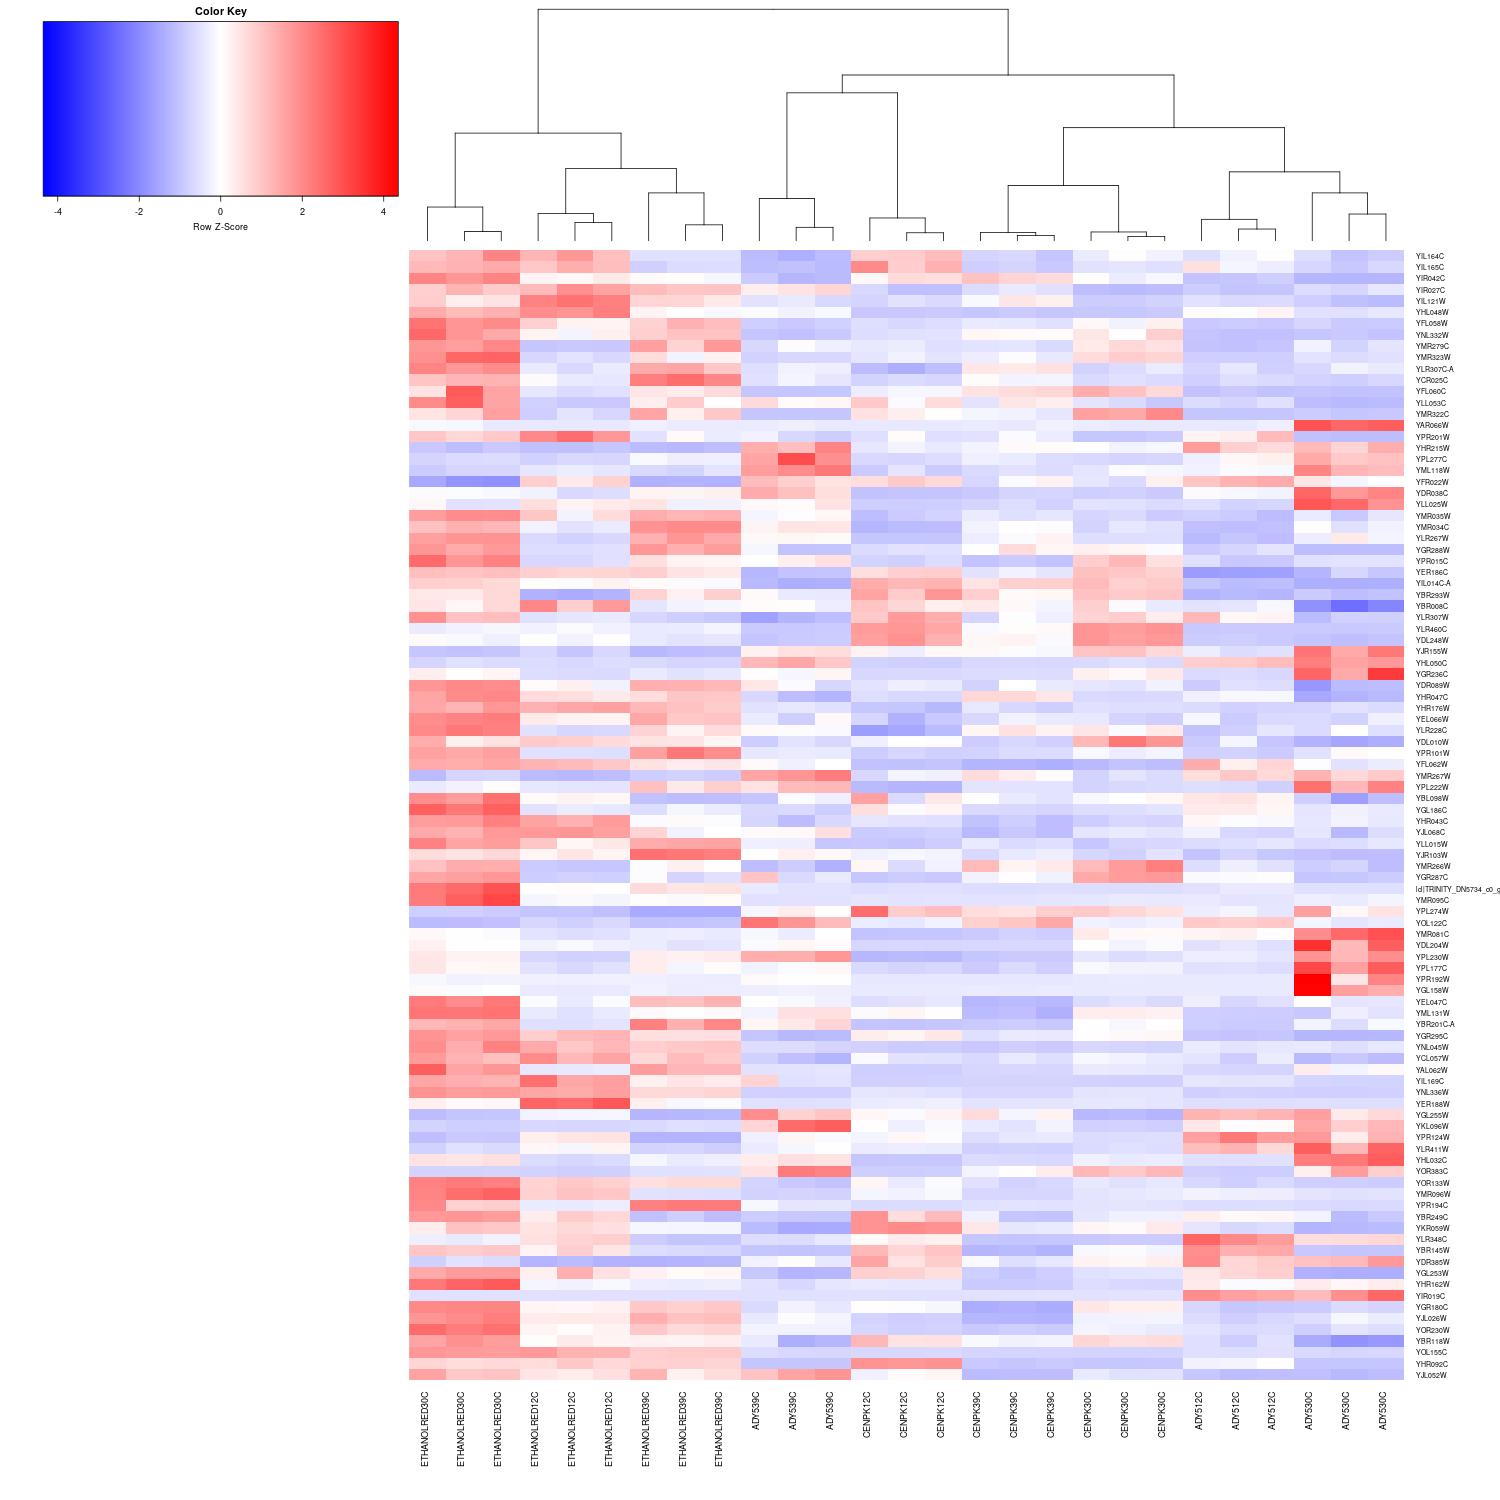 Color Key
-4
-2
0
2
4
Row Z-Score
YIL164C
YIL165C
YIR042C
YIR027C
YIL121W
YHL048W
YFL058W
YNL332W
YMR279C
YMR323W
YLR307C-A
YCR025C
YFL060C
YLL053C
YMR322C
YAR066W
YPR201W
YHR215W
YPL277C
YML118W
YFR022W
YDR038C
YLL025W
YMR035W
YMR034C
YLR267W
YGR288W
YPR015C
YER186C
YIL014C-A
YBR293W
YBR008C
YLR307W
YLR460C
YDL248W
YJR155W
YHL050C
YGR236C
YDR089W
YHR047C
YHR176W
YEL066W
YLR228C
YDL010W
YPR101W
YFL062W
YMR267W
YPL222W
YBL098W
YGL186C
YHR043C
YJL068C
YLL015W
YJR103W
YMR266W
YGR287C
id|TRINITY_DN5734_c0_g
YMR095C
YPL274W
YOL122C
YMR081C
YDL204W
YPL230W
YPL177C
YPR192W
YGL158W
YEL047C
YML131W
YBR201C-A
YGR295C
YNL045W
YCL057W
YAL062W
YIL169C
YNL336W
YER188W
YGL255W
YKL096W
YPR124W
YLR411W
YHL032C
YOR383C
YOR133W
YMR096W
YPR194C
YBR249C
YKR059W
YLR348C
YBR145W
YDR385W
YGL253W
YHR162W
YIR019C
YGR180C
YJL026W
YOR230W
YBR118W
YOL155C
YHR092C
YJL052W
ETHANOLRED30C
ETHANOLRED30C
ETHANOLRED30C
ETHANOLRED12C
ETHANOLRED12C
ETHANOLRED12C
ETHANOLRED39C
ETHANOLRED39C
ETHANOLRED39C
ADY539C
ADY539C
ADY539C
CENPK12C
CENPK12C
CENPK12C
CENPK39C
CENPK39C
CENPK39C
CENPK30C
CENPK30C
CENPK30C
ADY512C
ADY512C
ADY512C
ADY530C
ADY530C
ADY530C